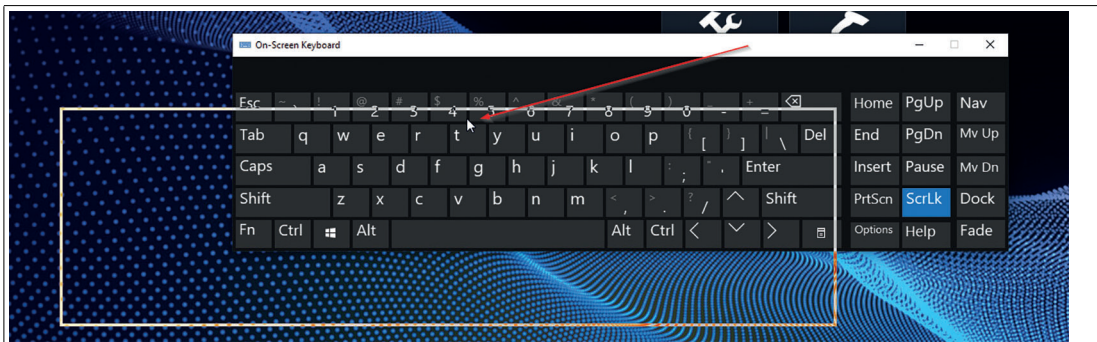 On-Screen Keyboard
Esc ~ ` ! 1 @ 2 # 3 $ 4 % 5 ^ 6 & 7 * 8 ( 9 ) 0 _ - + = Home PgUp Nav
Tab q w e r t y u i o p { [ } ] | \ Del End PgDn Mv Up
Caps a s d f g h j k l : ; " ' Enter Insert Pause Mv Dn
Shift z x c v b n m < , > . ? / Shift PrtScn ScrLk Dock
Fn Ctrl Alt Alt Ctrl Options Help Fade